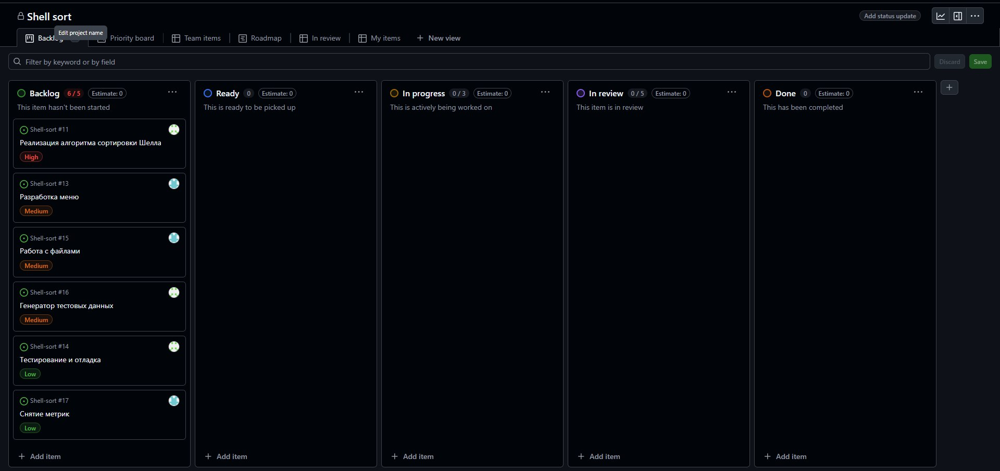 Shell sort
Add status update
Edit project name
Backlog
Priority board
Team items
Roadmap
In review
My items
New view
Filter by keyword or by field
Discard
Save
Backlog 6 / 5 Estimate: 0
This item hasn't been started
Shell-sort #11
Реализация алгоритма сортировки Шелла
High
Shell-sort #13
Разработка меню
Medium
Shell-sort #15
Работа с файлами
Medium
Shell-sort #16
Генератор тестовых данных
Medium
Shell-sort #14
Тестирование и отладка
Low
Shell-sort #17
Снятие метрик
Low
Add item
Ready 0 Estimate: 0
This is ready to be picked up
Add item
In progress 0 / 3 Estimate: 0
This is actively being worked on
Add item
In review 0 / 5 Estimate: 0
This item is in review
Add item
Done 0 Estimate: 0
This has been completed
Add item